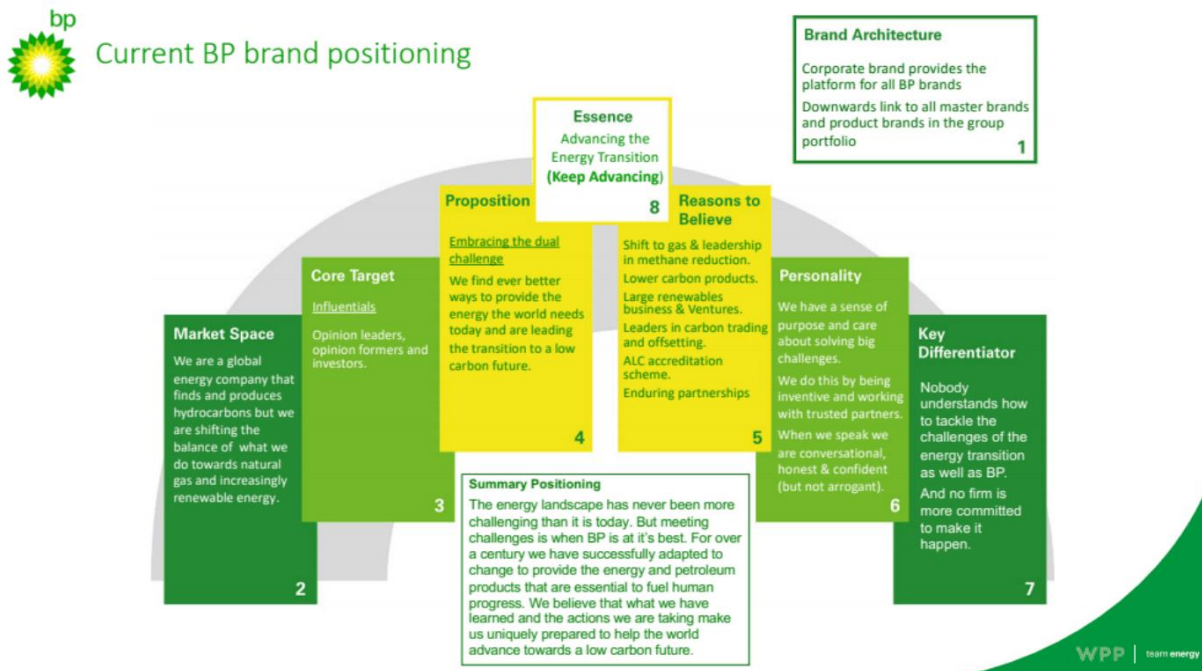 bp
Current BP brand positioning
Brand Architecture
Corporate brand provides the
platform for all BP brands
Downwards link to all master brands
and product brands in the group
portfolio
1
Market Space
We are a global
energy company that
finds and produces
hydrocarbons but we
are shifting the
balance of what we
do towards natural
gas and increasingly
renewable energy.
2
Core Target
Influentials
Opinion leaders,
opinion formers and
investors.
3
Proposition
Embracing the dual
challenge
We find ever better
ways to provide the
energy the world needs
today and are leading
the transition to a low
carbon future.
4
Essence
Advancing the
Energy Transition
(Keep Advancing)
8
Reasons to
Believe
Shift to gas & leadership
in methane reduction.
Lower carbon products.
Large renewables
business & Ventures.
Leaders in carbon trading
and offsetting.
ALC accreditation
scheme.
Enduring partnerships
5
Personality
We have a sense of
purpose and care
about solving big
challenges.
We do this by being
inventive and working
with trusted partners.
When we speak we
are conversational,
honest & confident
(but not arrogant).
6
Key
Differentiator
Nobody
understands how
to tackle the
challenges of the
energy transition
as well as BP.
And no firm is
more committed
to make it
happen.
7
Summary Positioning
The energy landscape has never been more
challenging than it is today. But meeting
challenges is when BP is at it's best. For over
a century we have successfully adapted to
change to provide the energy and petroleum
products that are essential to fuel human
progress. We believe that what we have
learned and the actions we are taking make
us uniquely prepared to help the world
advance towards a low carbon future.
WPP | team energy